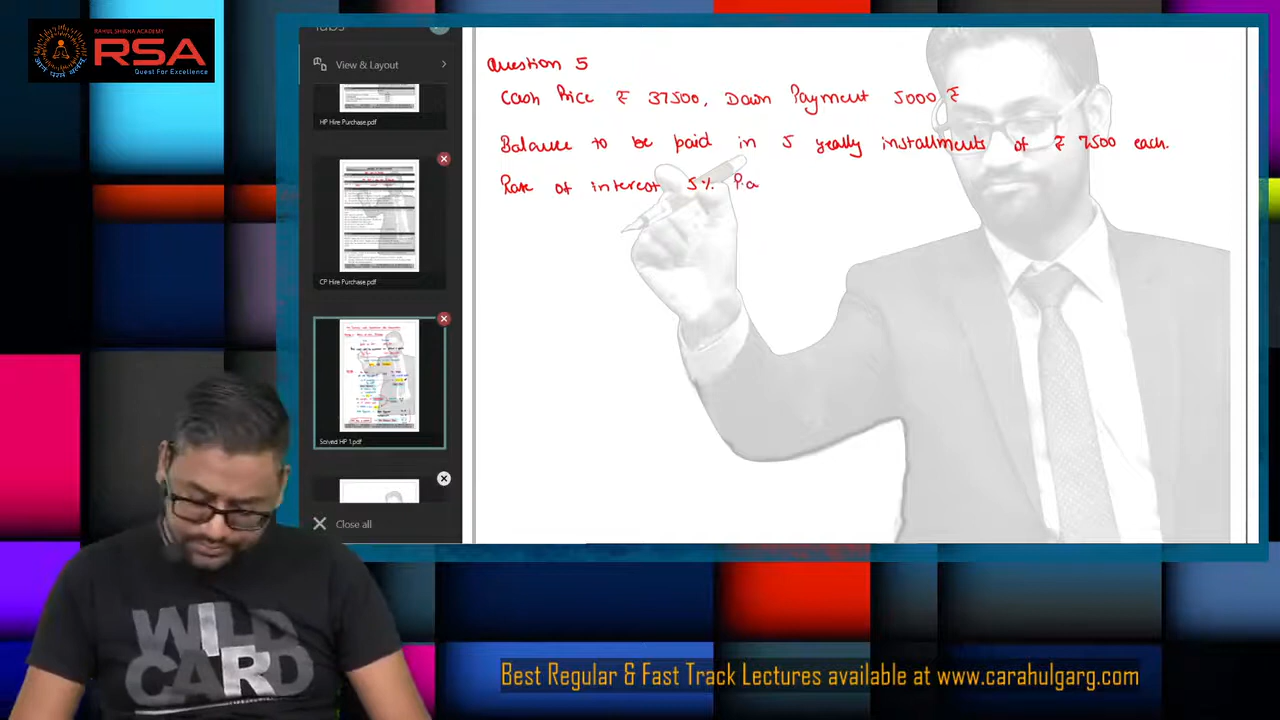 RAHUL SHIKHA ACADEMY
RSA
Quest For Excellence
View & Layout
HP Hire Purchase.pdf
CP Hire Purchase.pdf
Solved HP 1.pdf
Close all
Question 5
Cash Price ₹ 37500, Down Payment 5000 ₹
Balance to be paid in 5 yearly installments of ₹ 7500 each.
Rate of interest 5% P.a
WILD
CARD
Best Regular & Fast Track Lectures available at www.carahulgarg.com